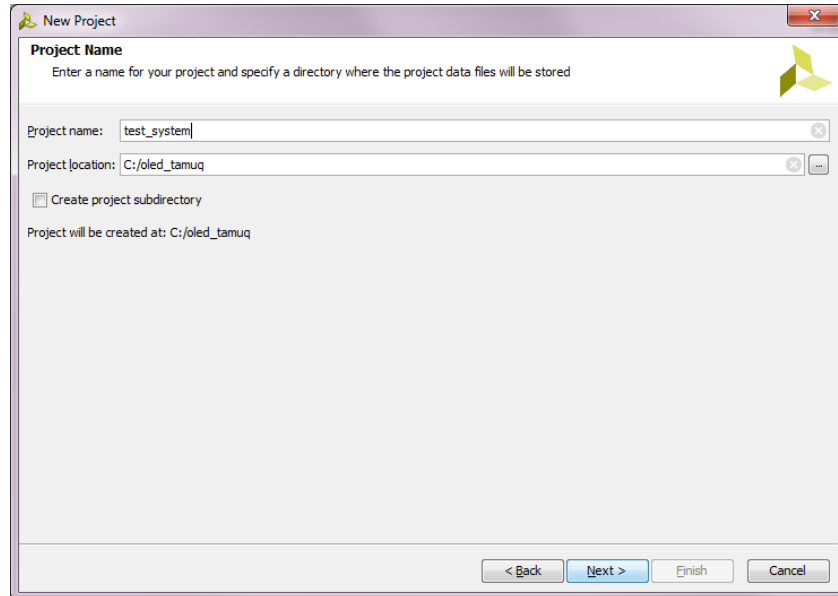 New Project
Project Name
Enter a name for your project and specify a directory where the project data files will be stored
Project name: test_system
Project location: C:/oled_tamuq ...
Create project subdirectory
Project will be created at: C:/oled_tamuq
< Back Next > Finish Cancel